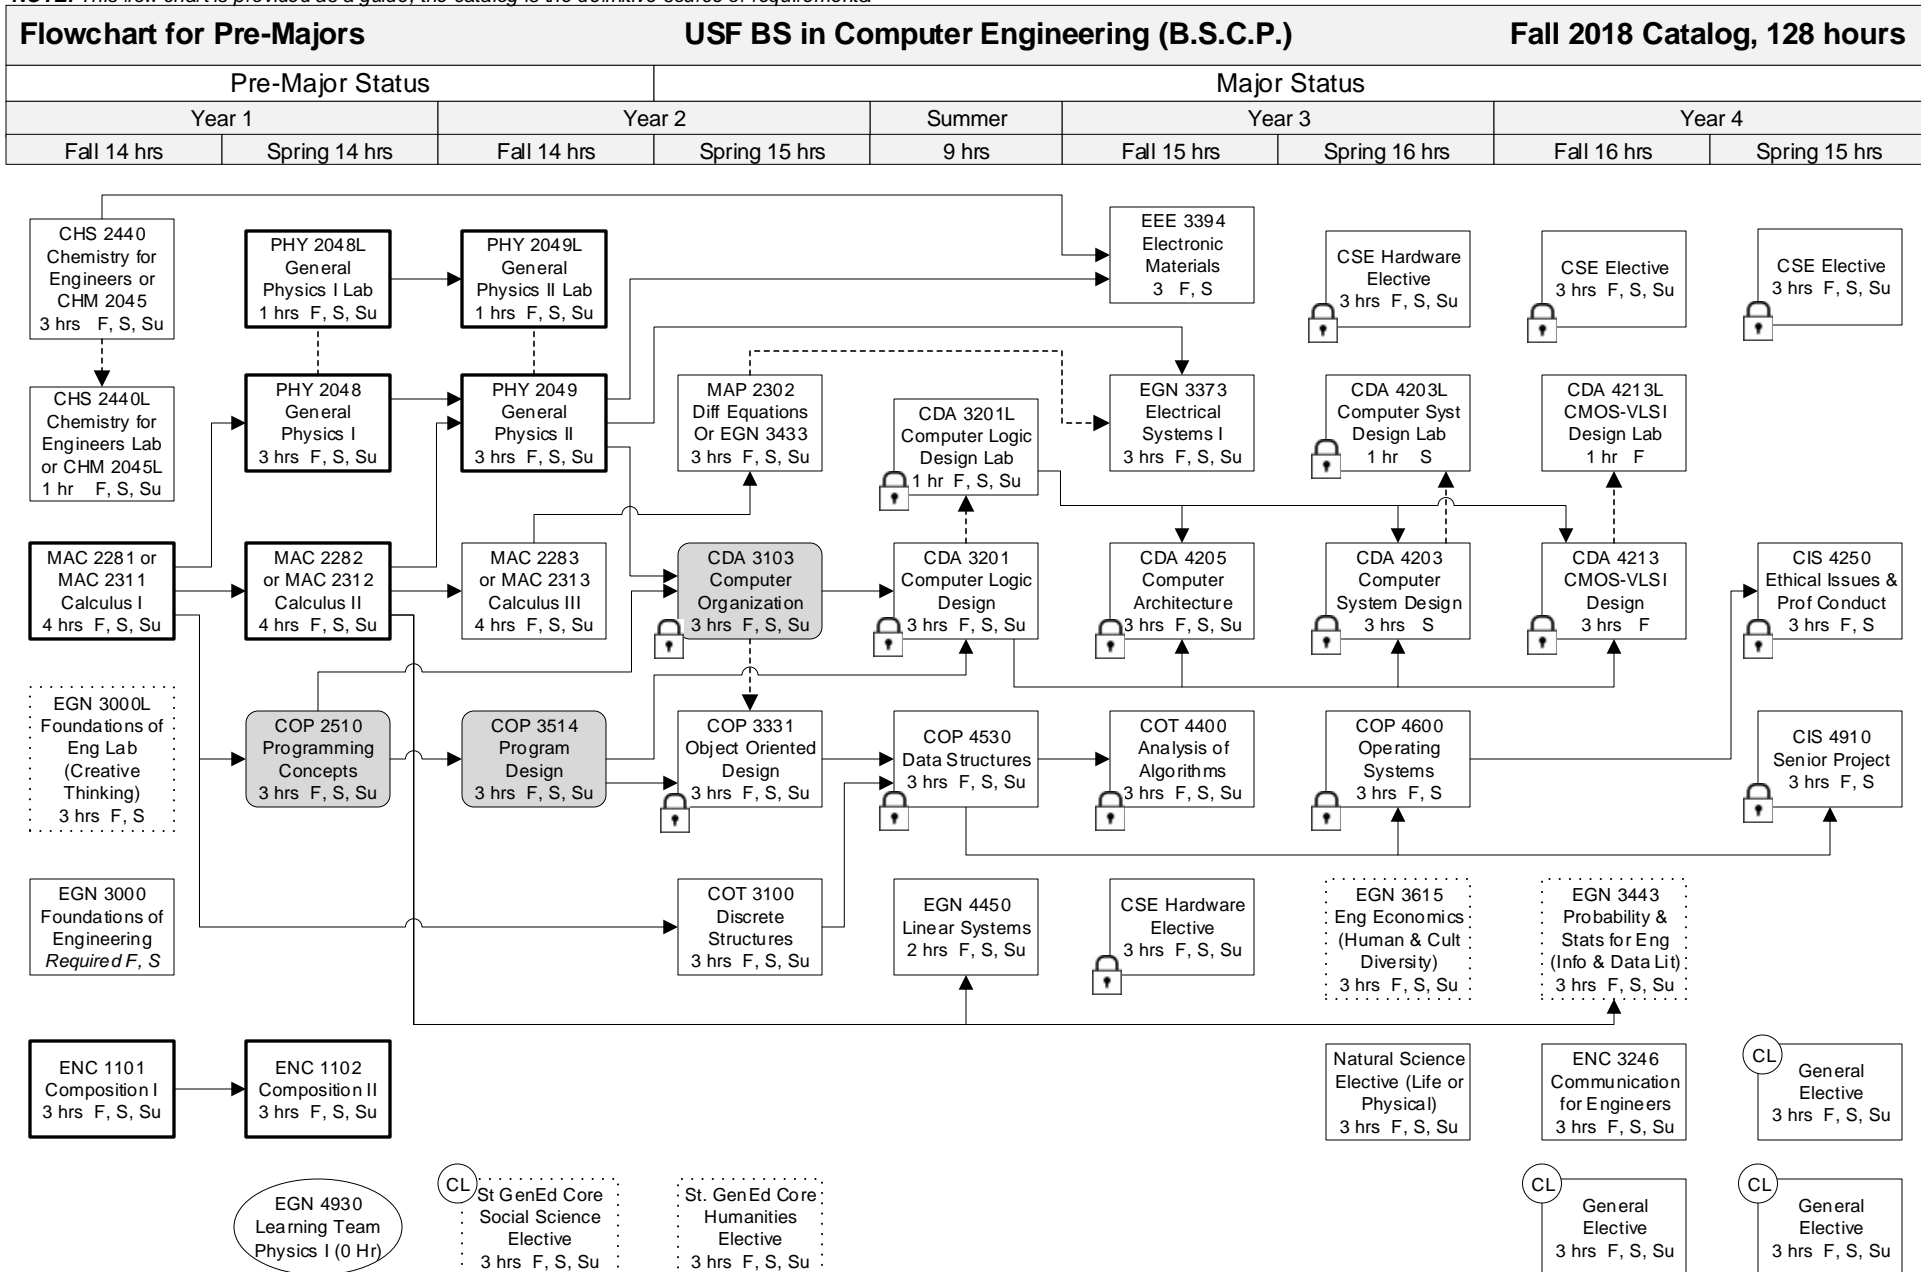 NOTE: This flow chart is provided as a guide, the catalog is the definitive source of requirements.
Flowchart for Pre-Majors
USF BS in Computer Engineering (B.S.C.P.)
Fall 2018 Catalog, 128 hours
Pre-Major Status
Major Status
Year 1
Year 2
Summer
Year 3
Year 4
Fall 14 hrs
Spring 14 hrs
Fall 14 hrs
Spring 15 hrs
9 hrs
Fall 15 hrs
Spring 16 hrs
Fall 16 hrs
Spring 15 hrs
CHS 2440
Chemistry for
Engineers or
CHM 2045
3 hrs F, S, Su
PHY 2048L
General
Physics I Lab
1 hrs F, S, Su
PHY 2049L
General
Physics II Lab
1 hrs F, S, Su
EEE 3394
Electronic
Materials
3 F, S
CSE Hardware
Elective
3 hrs F, S, Su
CSE Elective
3 hrs F, S, Su
CSE Elective
3 hrs F, S, Su
CHS 2440L
Chemistry for
Engineers Lab
or CHM 2045L
1 hr F, S, Su
PHY 2048
General
Physics I
3 hrs F, S, Su
PHY 2049
General
Physics II
3 hrs F, S, Su
MAP 2302
Diff Equations
Or EGN 3433
3 hrs F, S, Su
CDA 3201L
Computer Logic
Design Lab
1 hr F, S, Su
EGN 3373
Electrical
Systems I
3 hrs F, S, Su
CDA 4203L
Computer Syst
Design Lab
1 hr S
CDA 4213L
CMOS-VLSI
Design Lab
1 hr F
MAC 2281 or
MAC 2311
Calculus I
4 hrs F, S, Su
MAC 2282
or MAC 2312
Calculus II
4 hrs F, S, Su
MAC 2283
or MAC 2313
Calculus III
4 hrs F, S, Su
CDA 3103
Computer
Organization
3 hrs F, S, Su
CDA 3201
Computer Logic
Design
3 hrs F, S, Su
CDA 4205
Computer
Architecture
3 hrs F, S, Su
CDA 4203
Computer
System Design
3 hrs S
CDA 4213
CMOS-VLSI
Design
3 hrs F
CIS 4250
Ethical Issues &
Prof Conduct
3 hrs F, S
EGN 3000L
Foundations of
Eng Lab
(Creative
Thinking)
3 hrs F, S
COP 2510
Programming
Concepts
3 hrs F, S, Su
COP 3514
Program
Design
3 hrs F, S, Su
COP 3331
Object Oriented
Design
3 hrs F, S, Su
COP 4530
Data Structures
3 hrs F, S, Su
COT 4400
Analysis of
Algorithms
3 hrs F, S, Su
COP 4600
Operating
Systems
3 hrs F, S
CIS 4910
Senior Project
3 hrs F, S
EGN 3000
Foundations of
Engineering
Required F, S
COT 3100
Discrete
Structures
3 hrs F, S, Su
EGN 4450
Linear Systems
2 hrs F, S, Su
CSE Hardware
Elective
3 hrs F, S, Su
EGN 3615
Eng Economics
(Human & Cult
Diversity)
3 hrs F, S, Su
EGN 3443
Probability &
Stats for Eng
(Info & Data Lit)
3 hrs F, S, Su
ENC 1101
Composition I
3 hrs F, S, Su
ENC 1102
Composition II
3 hrs F, S, Su
Natural Science
Elective (Life or
Physical)
3 hrs F, S, Su
ENC 3246
Communication
for Engineers
3 hrs F, S, Su
CL
General
Elective
3 hrs F, S, Su
EGN 4930
Learning Team
Physics I (0 Hr)
CL
St GenEd Core
Social Science
Elective
3 hrs F, S, Su
St. GenEd Core
Humanities
Elective
3 hrs F, S, Su
CL
General
Elective
3 hrs F, S, Su
CL
General
Elective
3 hrs F, S, Su